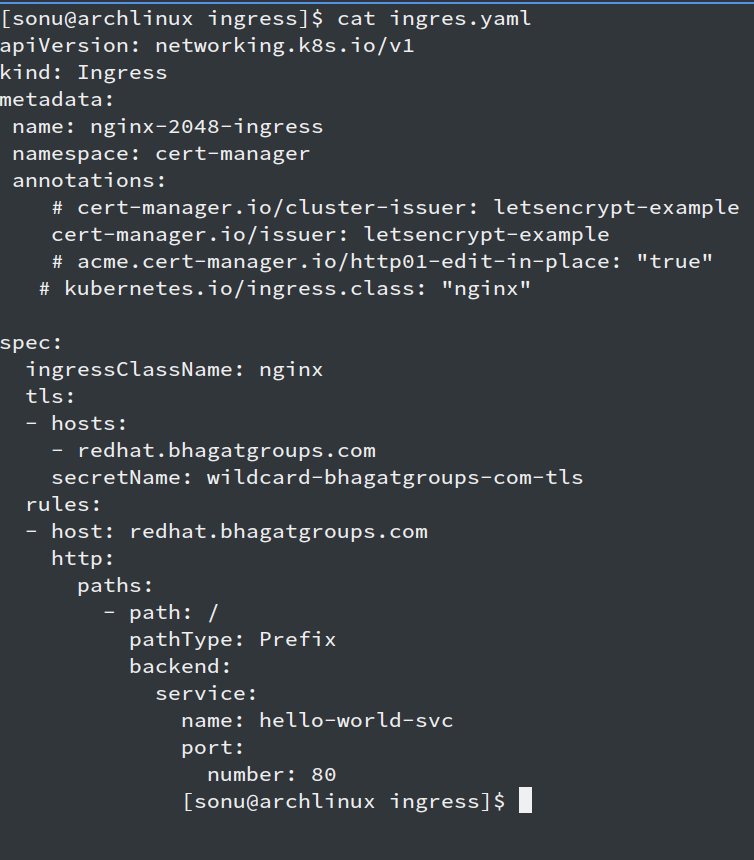 [sonu@archlinux ingress]$ cat ingres.yaml
apiVersion: networking.k8s.io/v1
kind: Ingress
metadata:
 name: nginx-2048-ingress
 namespace: cert-manager
 annotations:
    # cert-manager.io/cluster-issuer: letsencrypt-example
    cert-manager.io/issuer: letsencrypt-example
    # acme.cert-manager.io/http01-edit-in-place: "true"
   # kubernetes.io/ingress.class: "nginx"

spec:
  ingressClassName: nginx
  tls:
  - hosts:
    - redhat.bhagatgroups.com
    secretName: wildcard-bhagatgroups-com-tls
  rules:
  - host: redhat.bhagatgroups.com
    http:
      paths:
        - path: /
          pathType: Prefix
          backend:
            service:
              name: hello-world-svc
              port:
                number: 80
              [sonu@archlinux ingress]$